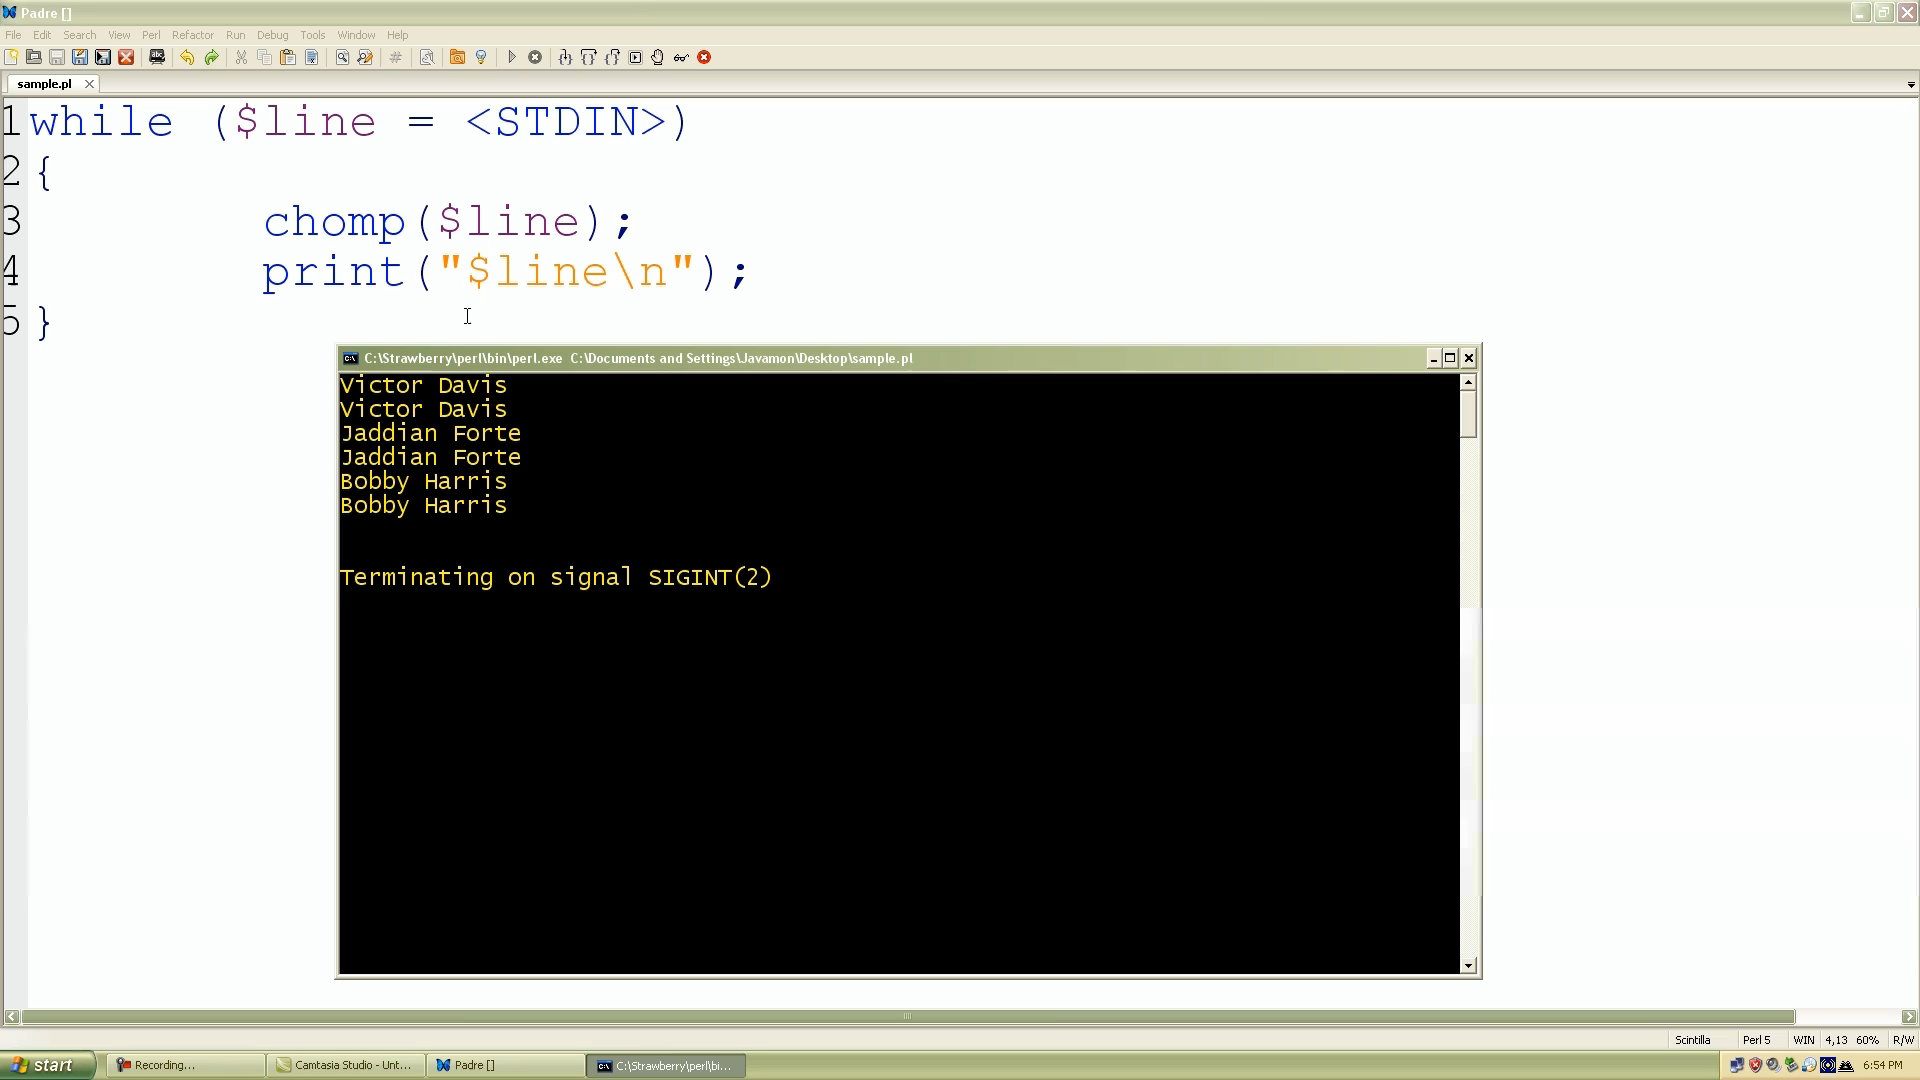 Padre []
File Edit Search View Perl Refactor Run Debug Tools Window Help
sample.pl
1 while ($line = <STDIN>)
2 {
3 chomp($line);
4 print("$line\n");
5 }
C:\Strawberry\perl\bin\perl.exe C:\Documents and Settings\Javamon\Desktop\sample.pl
Victor Davis
Victor Davis
Jaddian Forte
Jaddian Forte
Bobby Harris
Bobby Harris
Terminating on signal SIGINT(2)
Scintilla Perl 5 WIN 4,13 60% R/W
start Recording... Camtasia Studio - Unt... Padre [] C:\Strawberry\perl\bi... 6:54 PM